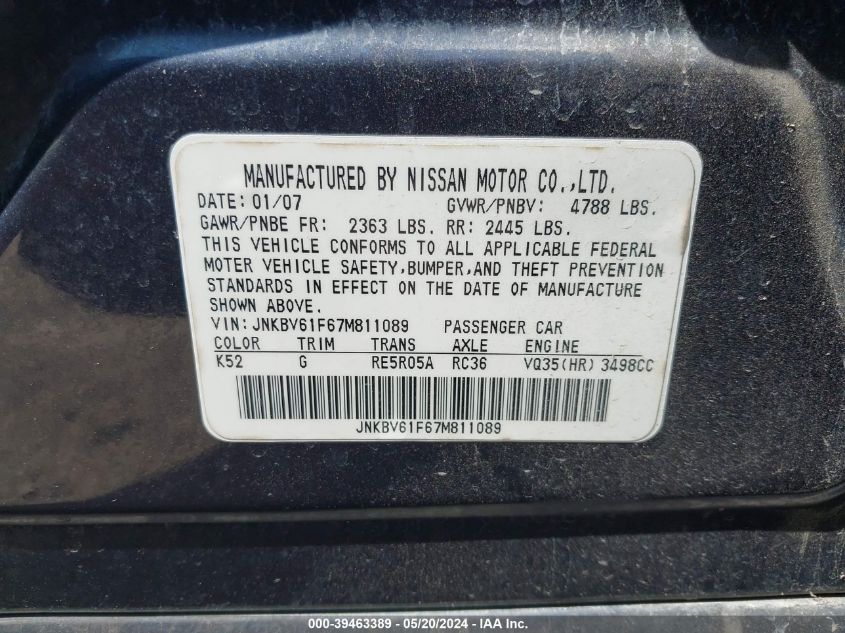 MANUFACTURED BY NISSAN MOTOR CO.,LTD.
DATE: 01/07 GVWR/PNBV: 4788 LBS.
GAWR/PNBE FR: 2363 LBS. RR: 2445 LBS.
THIS VEHICLE CONFORMS TO ALL APPLICABLE FEDERAL
MOTER VEHICLE SAFETY,BUMPER,AND THEFT PREVENTION
STANDARDS IN EFFECT ON THE DATE OF MANUFACTURE
SHOWN ABOVE.
VIN: JNKBV61F67M811089 PASSENGER CAR
COLOR TRIM TRANS AXLE ENGINE
K52 G RE5R05A RC36 VQ35(HR) 3498CC
JNKBV61F67M811089
000-39463389 - 05/20/2024 - IAA Inc.